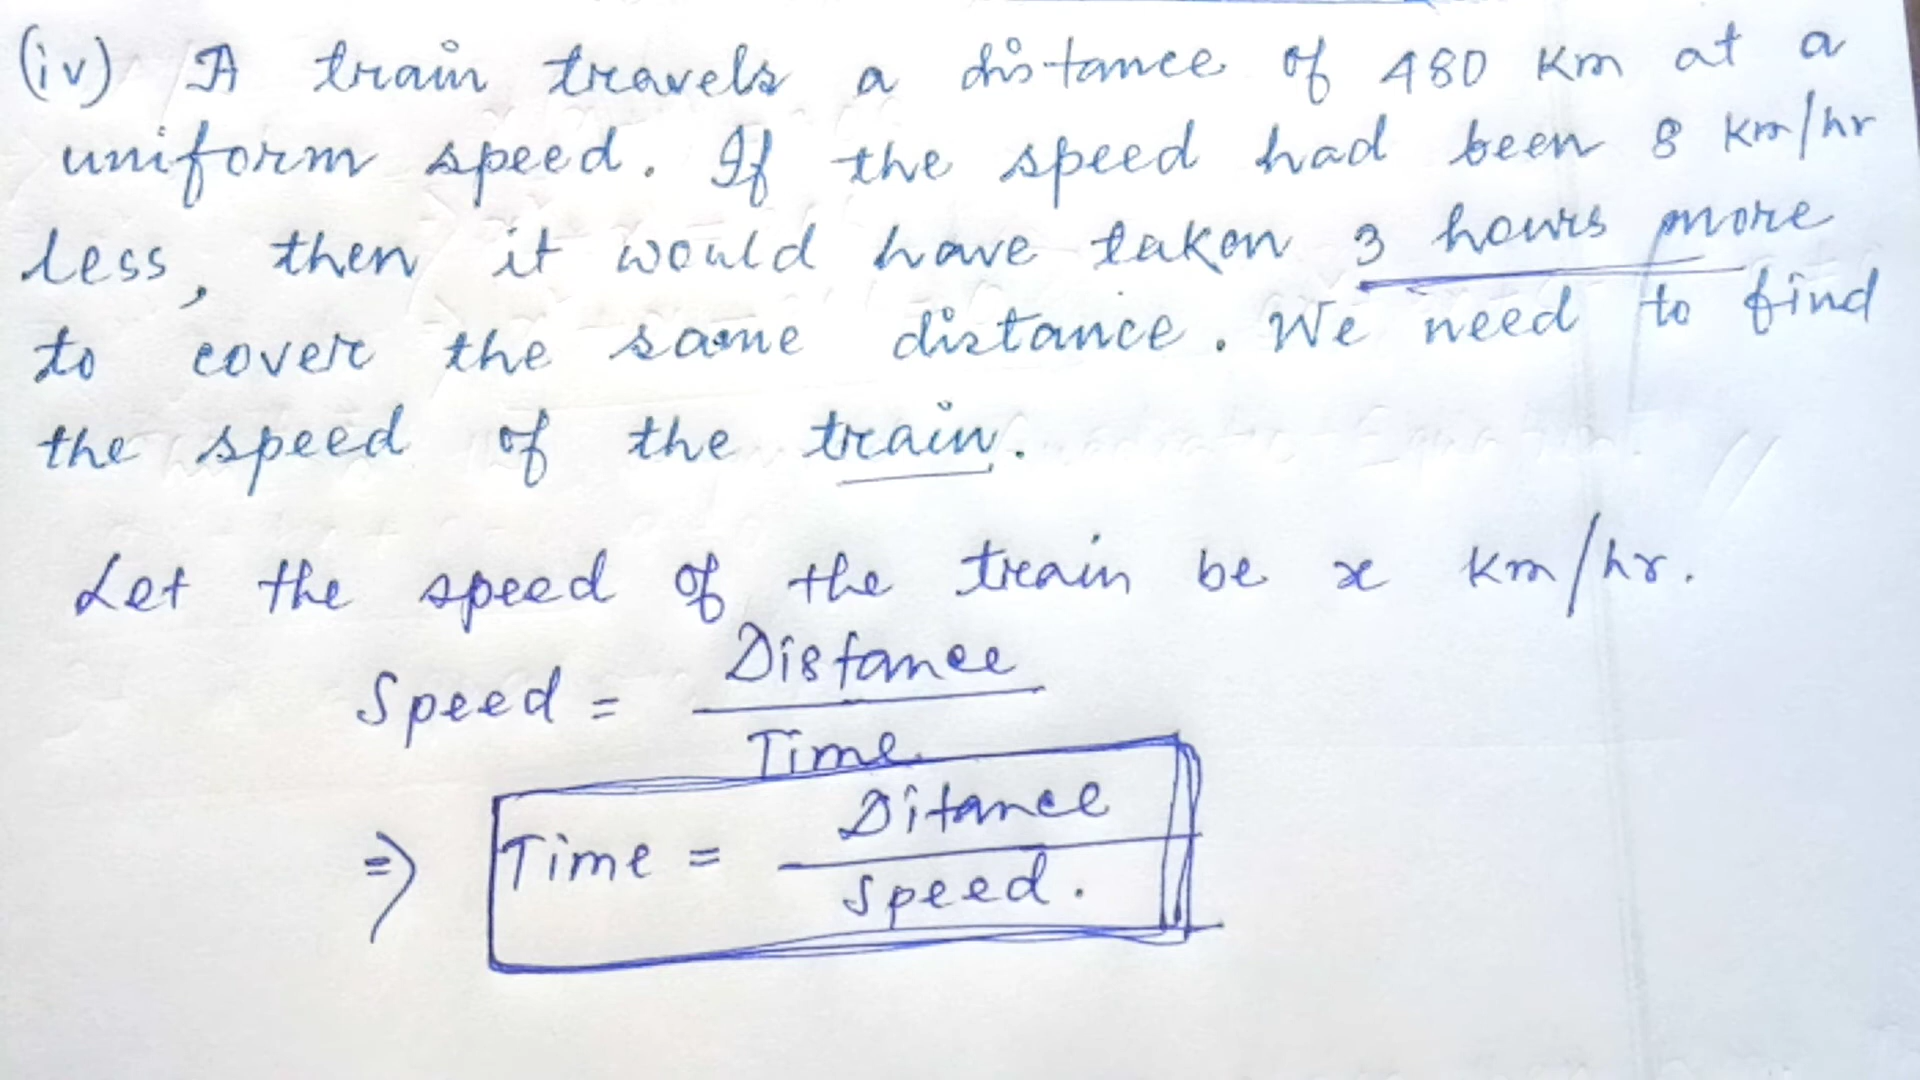 (iv) A train travels a distance of 480 Km at a
uniform speed. If the speed had been 8 Km/hr
less, then it would have taken 3 hours more
to cover the same distance. We need to find
the speed of the train.
Let the speed of the train be x Km/hr.
Speed = Distance
Time
=> Time = Ditance
Speed.